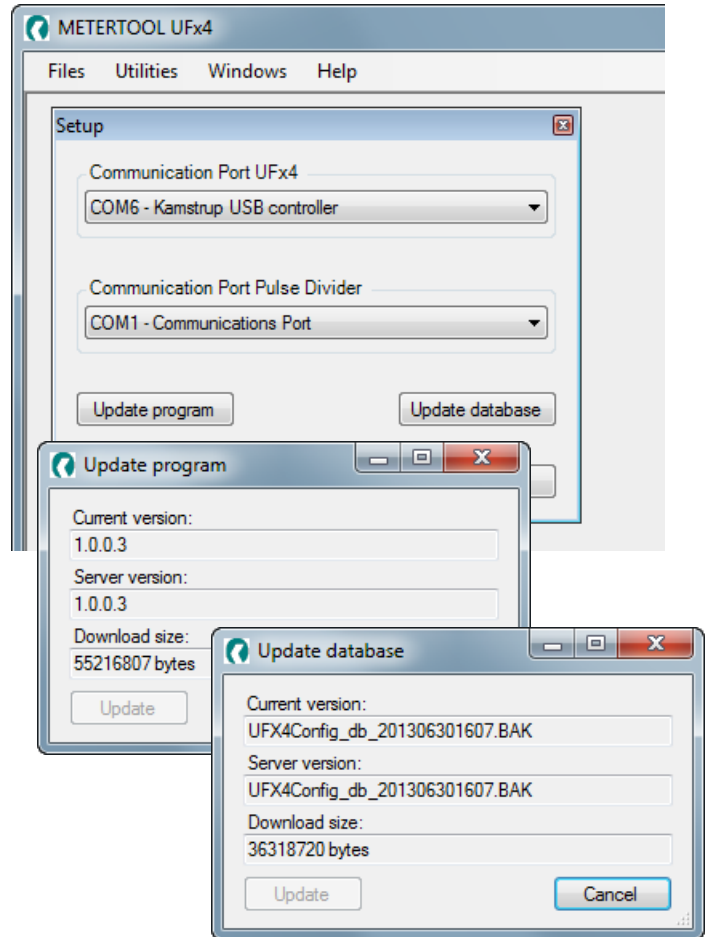 METERTOOL UFx4
Files Utilities Windows Help
Setup
Communication Port UFx4
COM6 - Kamstrup USB controller
Communication Port Pulse Divider
COM1 - Communications Port
Update program Update database
Update program
Current version:
1.0.0.3
Server version:
1.0.0.3
Download size:
55216807 bytes
Update
Update database
Current version:
UFX4Config_db_201306301607.BAK
Server version:
UFX4Config_db_201306301607.BAK
Download size:
36318720 bytes
Update Cancel